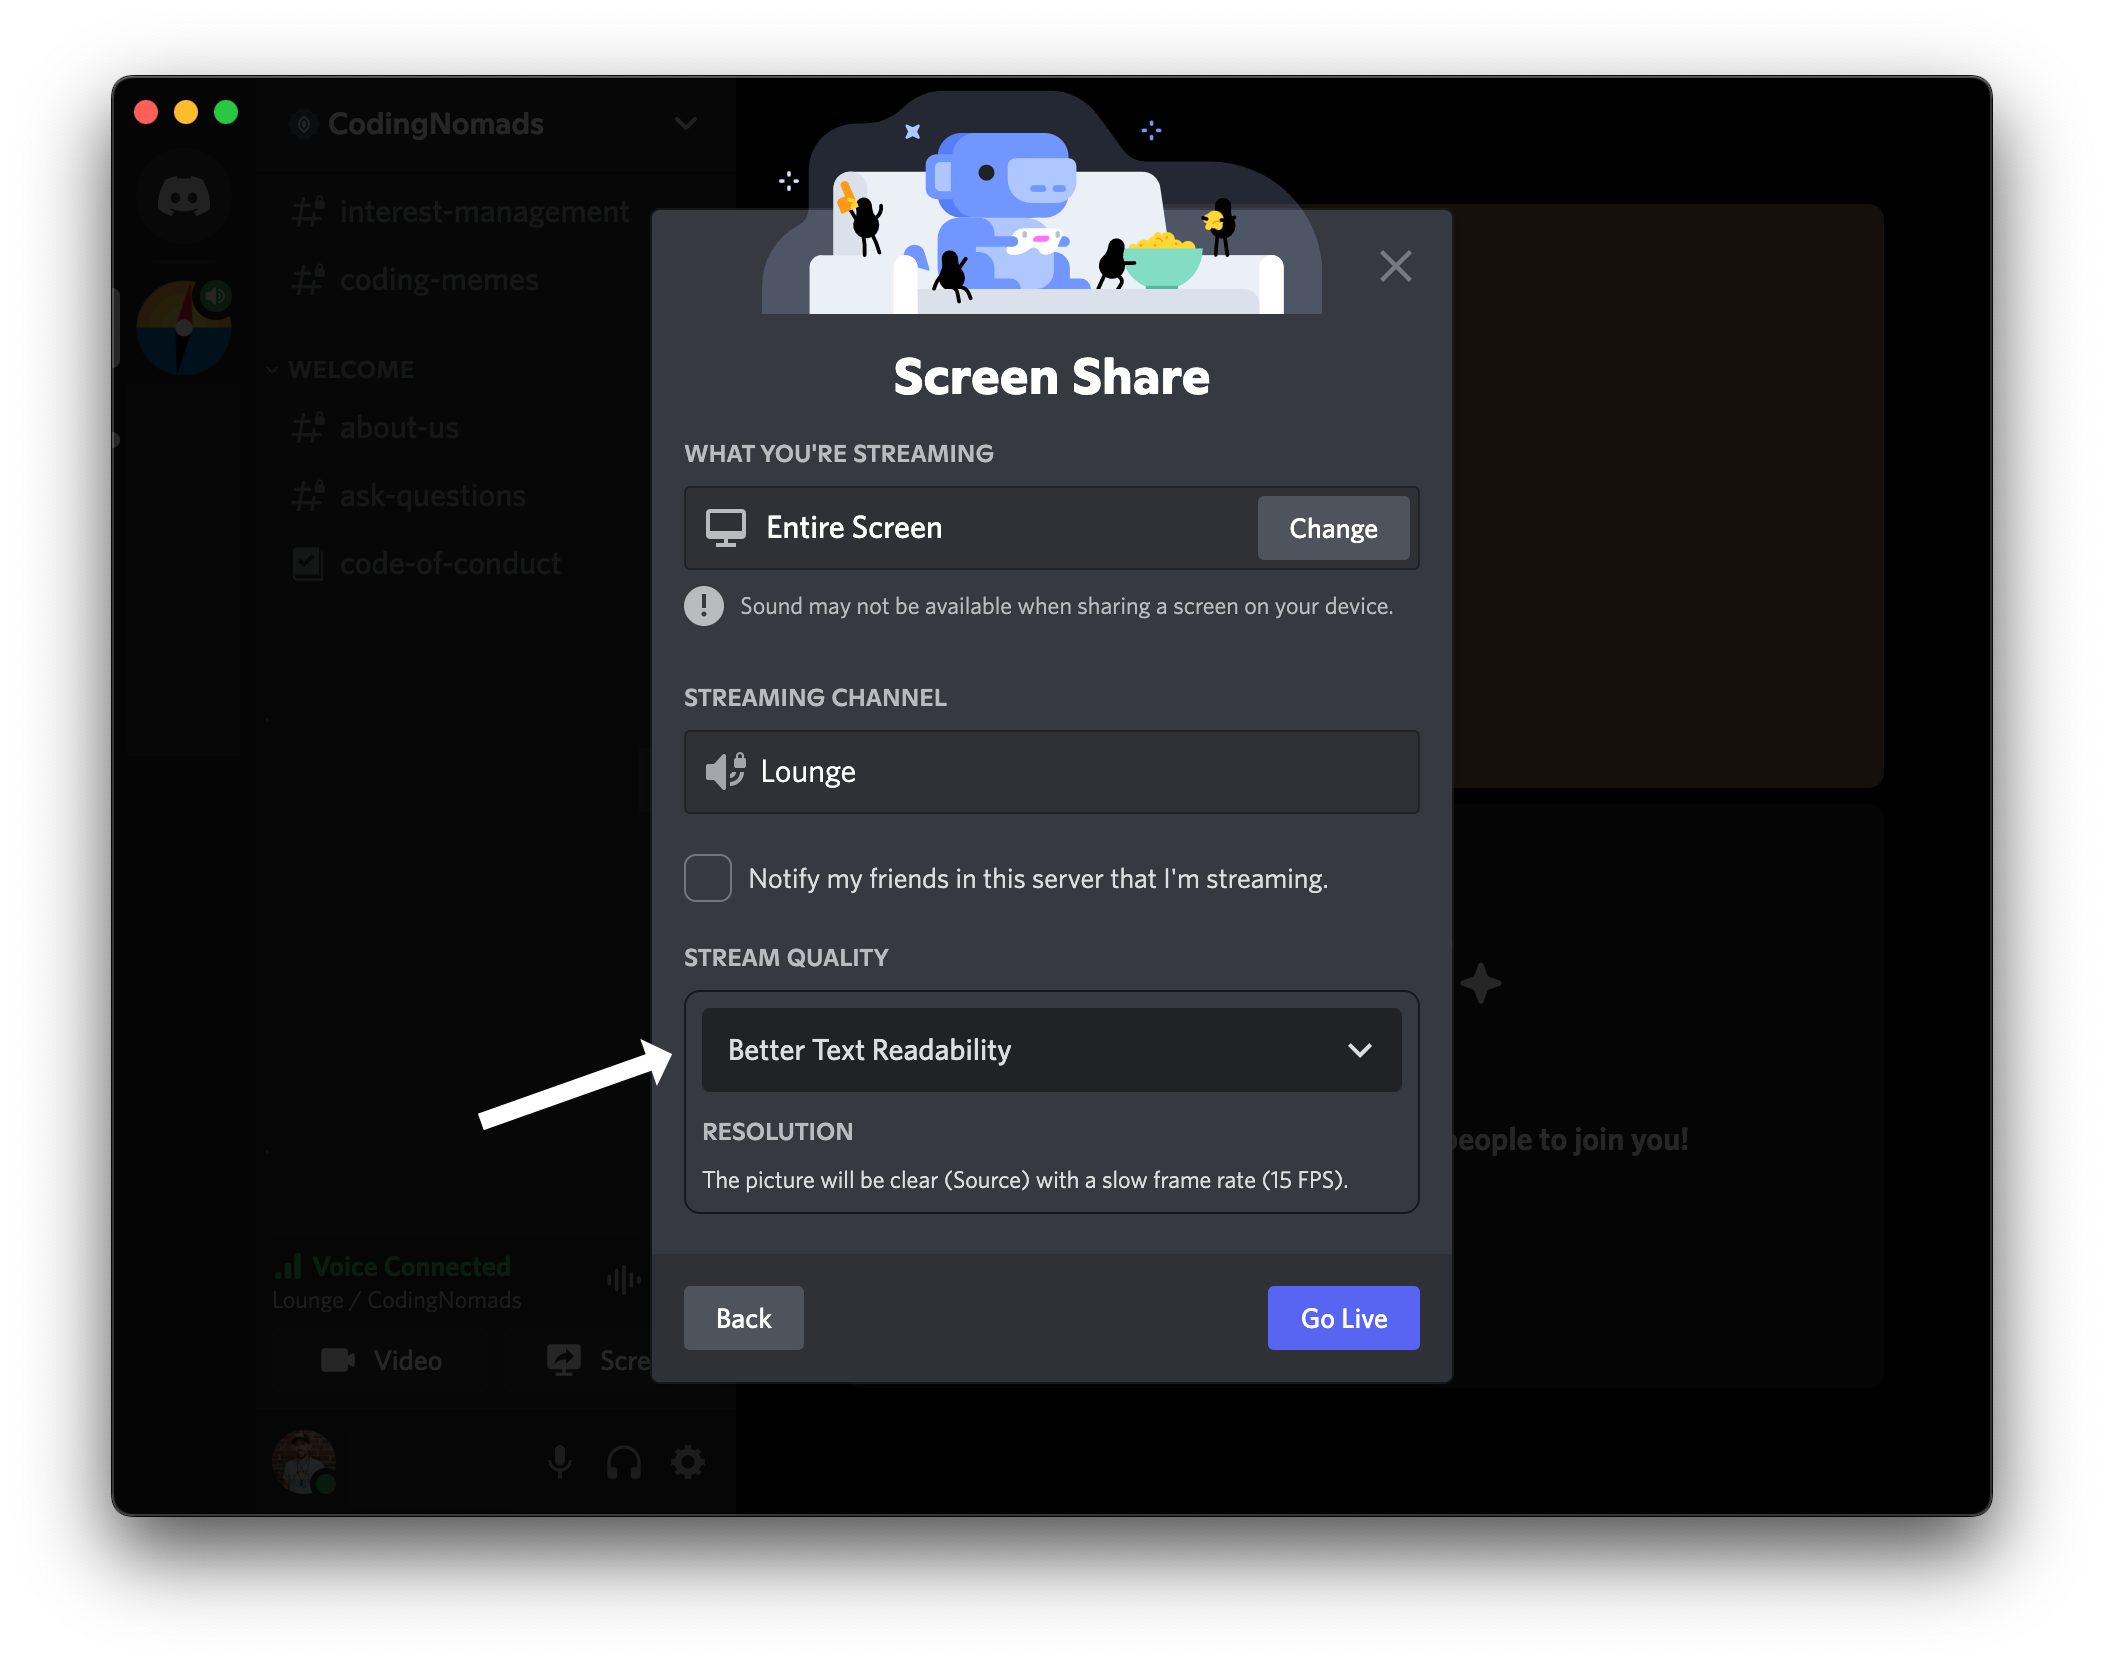 CodingNomads
interest-management
coding-memes
WELCOME
about-us
ask-questions
code-of-conduct
Screen Share
WHAT YOU'RE STREAMING
Entire Screen
Change
Sound may not be available when sharing a screen on your device.
STREAMING CHANNEL
Lounge
Notify my friends in this server that I'm streaming.
STREAM QUALITY
Better Text Readability
RESOLUTION
The picture will be clear (Source) with a slow frame rate (15 FPS).
people to join you!
Back
Go Live
Voice Connected
Lounge / CodingNomads
Video
Scre